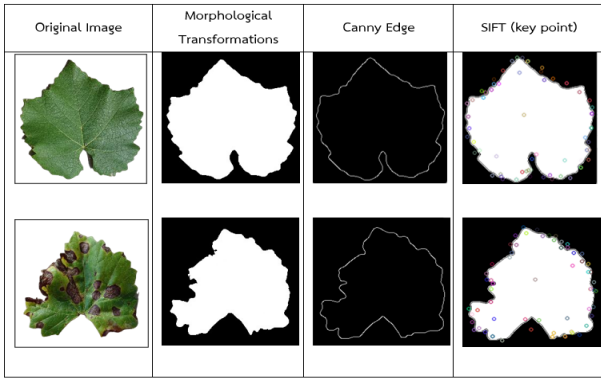 Original Image
Morphological
Transformations
Canny Edge
SIFT (key point)